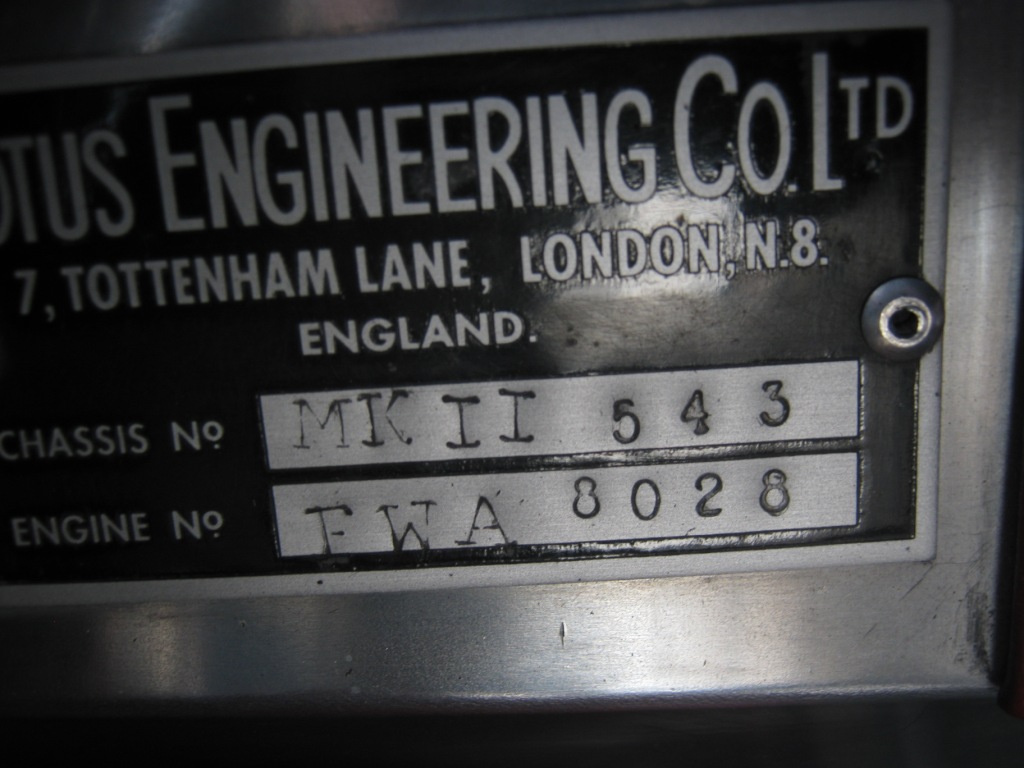 OTUS ENGINEERING CO. LTD
7, TOTTENHAM LANE, LONDON, N.8.
ENGLAND.
CHASSIS No MK II 543
ENGINE No FWA 8028